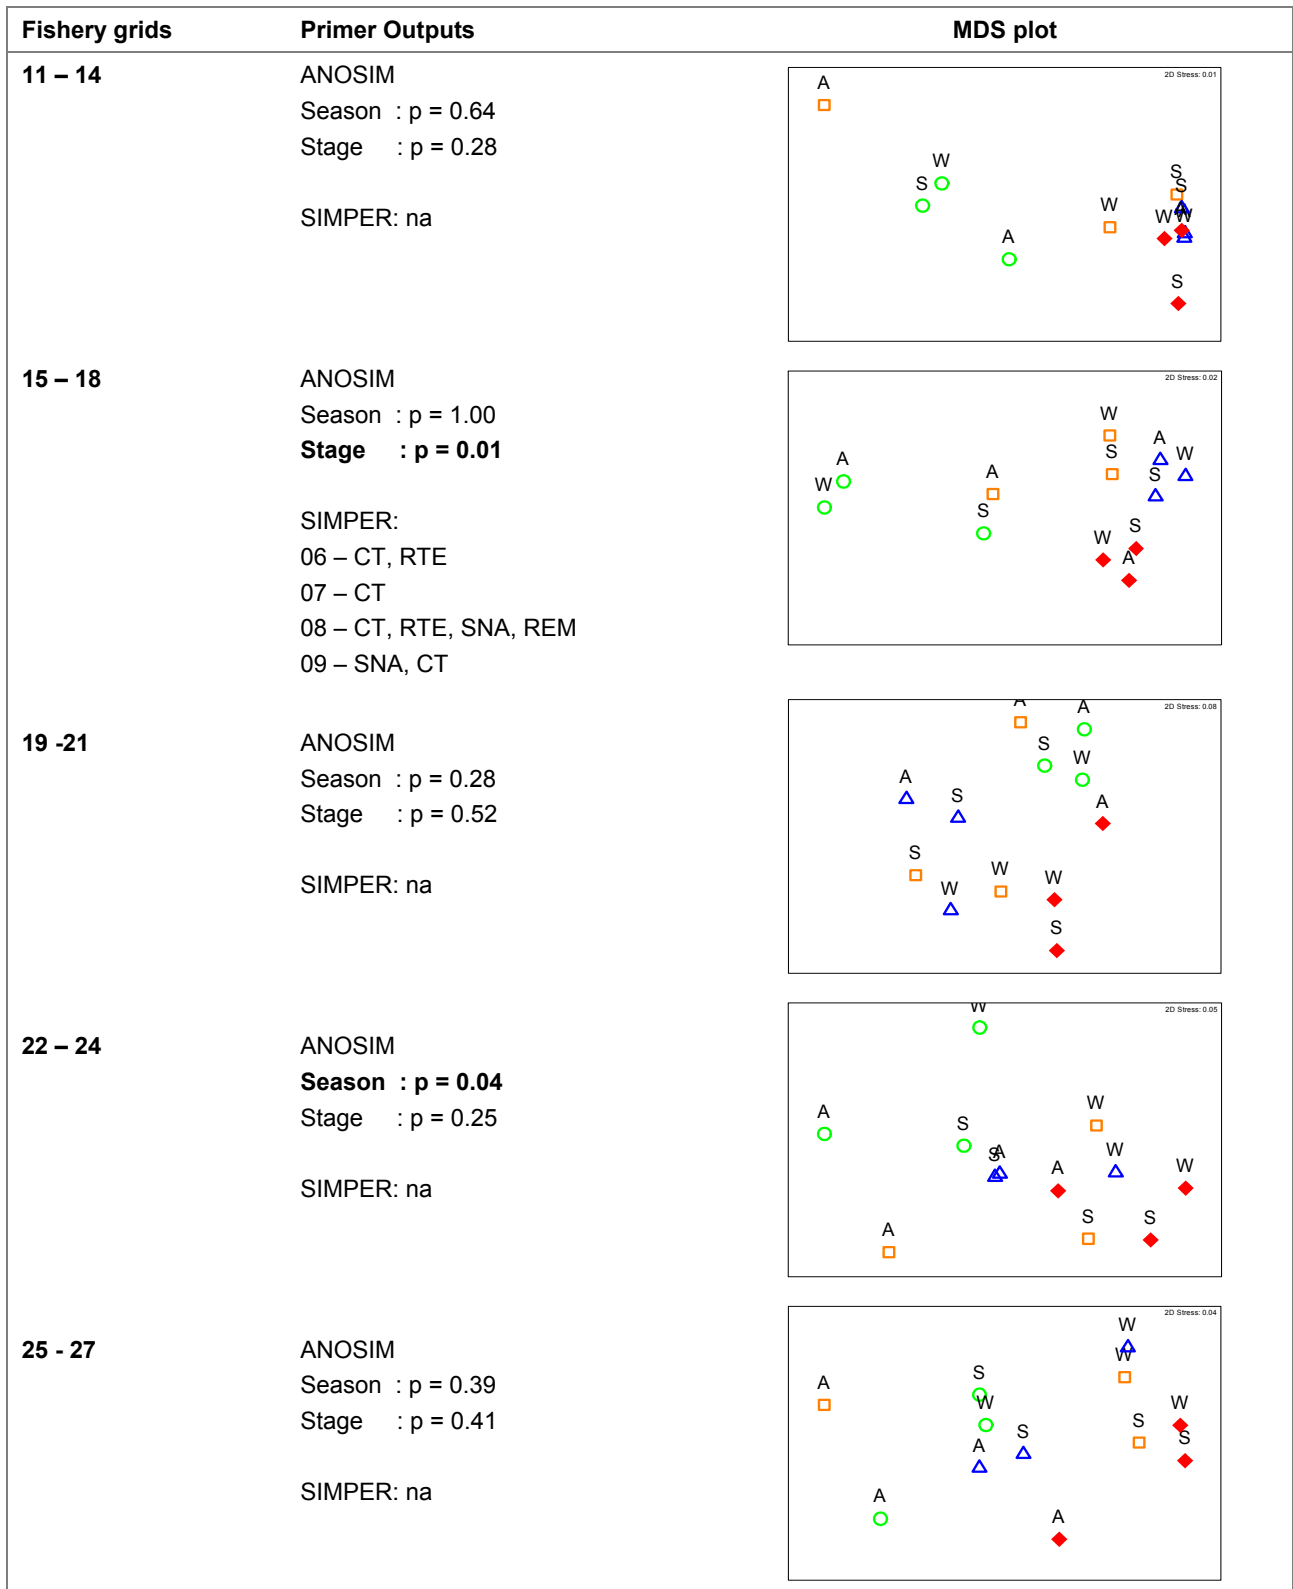 Fishery grids Primer Outputs MDS plot
11 – 14 ANOSIM
Season : p = 0.64
Stage : p = 0.28
SIMPER: na
2D Stress: 0.01
A
W
S
A
W
S
S
W
W
S
15 – 18 ANOSIM
Season : p = 1.00
Stage : p = 0.01
SIMPER:
06 – CT, RTE
07 – CT
08 – CT, RTE, SNA, REM
09 – SNA, CT
2D Stress: 0.02
W
A
S
W
A
A
W
S
S
S
W
A
19 -21 ANOSIM
Season : p = 0.28
Stage : p = 0.52
SIMPER: na
2D Stress: 0.08
A
A
S
W
A
S
A
S
W
W
W
S
22 – 24 ANOSIM
Season : p = 0.04
Stage : p = 0.25
SIMPER: na
2D Stress: 0.05
W
A
S
W
S
A
W
A
W
S
S
A
25 - 27 ANOSIM
Season : p = 0.39
Stage : p = 0.41
SIMPER: na
2D Stress: 0.04
W
W
A
S
W
W
S
S
A
S
A
A